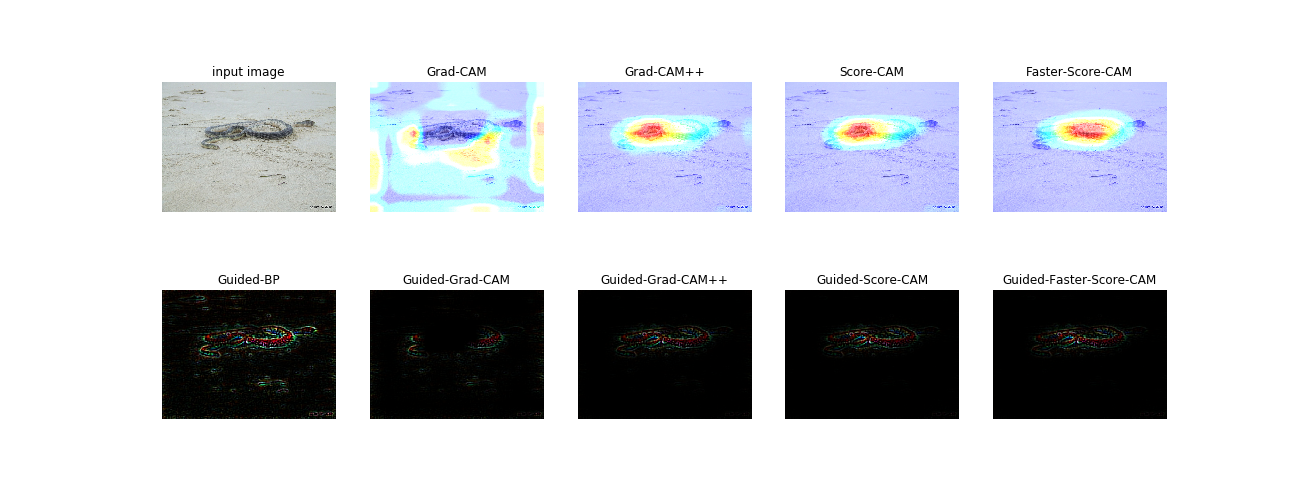 input image
Grad-CAM
Grad-CAM++
Score-CAM
Faster-Score-CAM
Guided-BP
Guided-Grad-CAM
Guided-Grad-CAM++
Guided-Score-CAM
Guided-Faster-Score-CAM